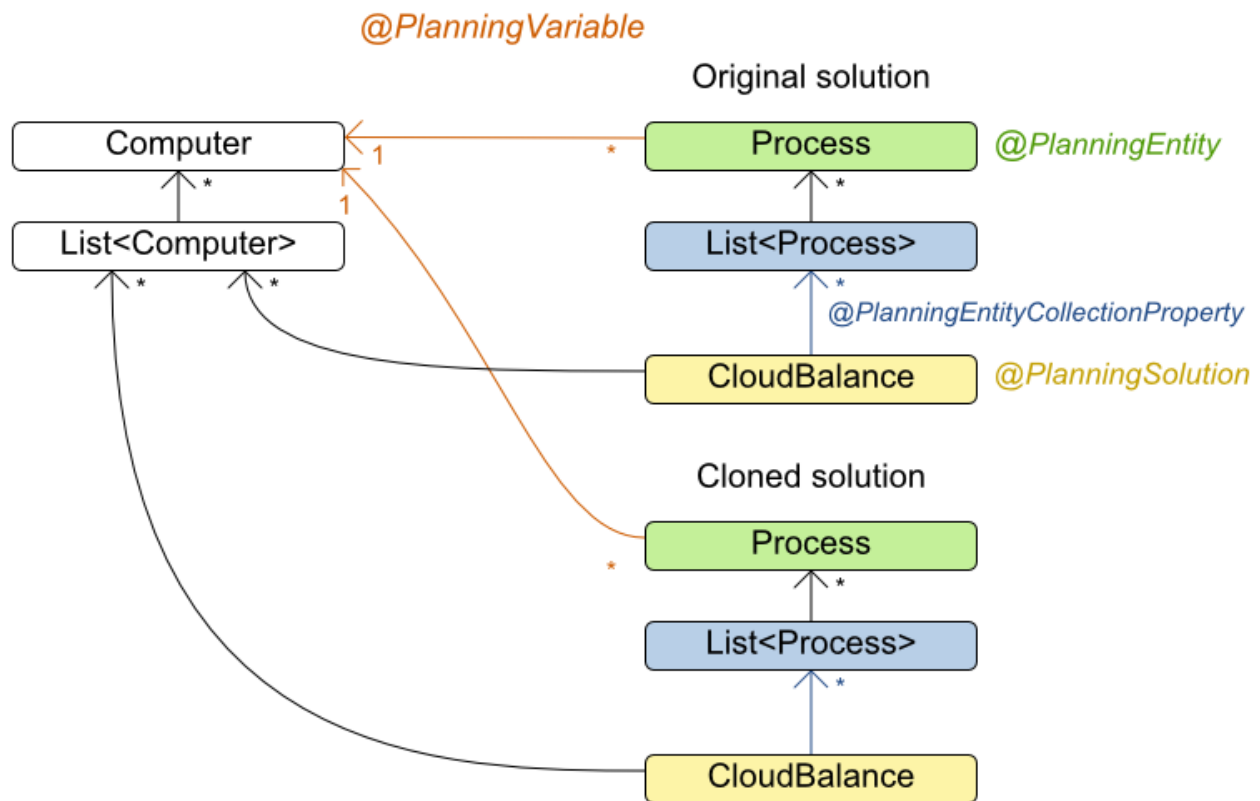 @PlanningVariable
Original solution
Computer
1
*
Process
@PlanningEntity
*
1
*
List<Computer>
List<Process>
*
*
*
@PlanningEntityCollectionProperty
CloudBalance
@PlanningSolution
Cloned solution
Process
*
*
List<Process>
*
CloudBalance